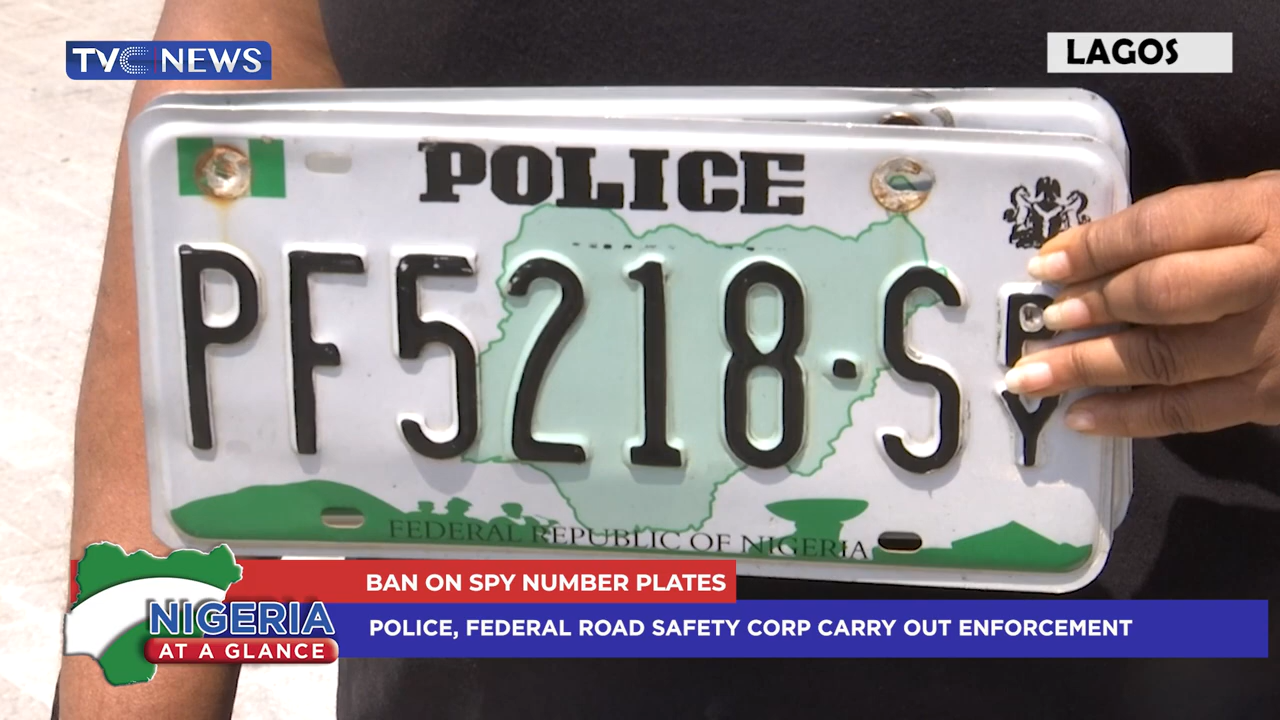 TVC NEWS
LAGOS
POLICE
PF5218·SPY
FEDERAL REPUBLIC OF NIGERIA
BAN ON SPY NUMBER PLATES
NIGERIA
AT A GLANCE
POLICE, FEDERAL ROAD SAFETY CORP CARRY OUT ENFORCEMENT